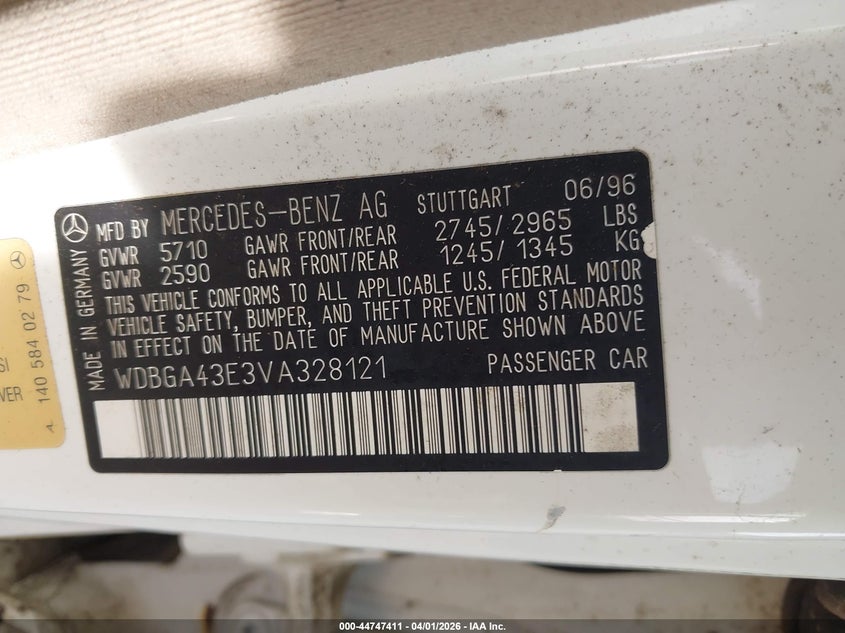 MADE IN GERMANY
MFD BY MERCEDES-BENZ AG STUTTGART 06/96
GVWR 5710 GAWR FRONT/REAR 2745/2965 LBS
GVWR 2590 GAWR FRONT/REAR 1245/1345 KG
THIS VEHICLE CONFORMS TO ALL APPLICABLE U.S. FEDERAL MOTOR
VEHICLE SAFETY, BUMPER, AND THEFT PREVENTION STANDARDS
IN EFFECT ON THE DATE OF MANUFACTURE SHOWN ABOVE
WDBGA43E3VA328121 PASSENGER CAR
A 140 584 02 79
000-44747411 | 04/01/2026 - IAA Inc.